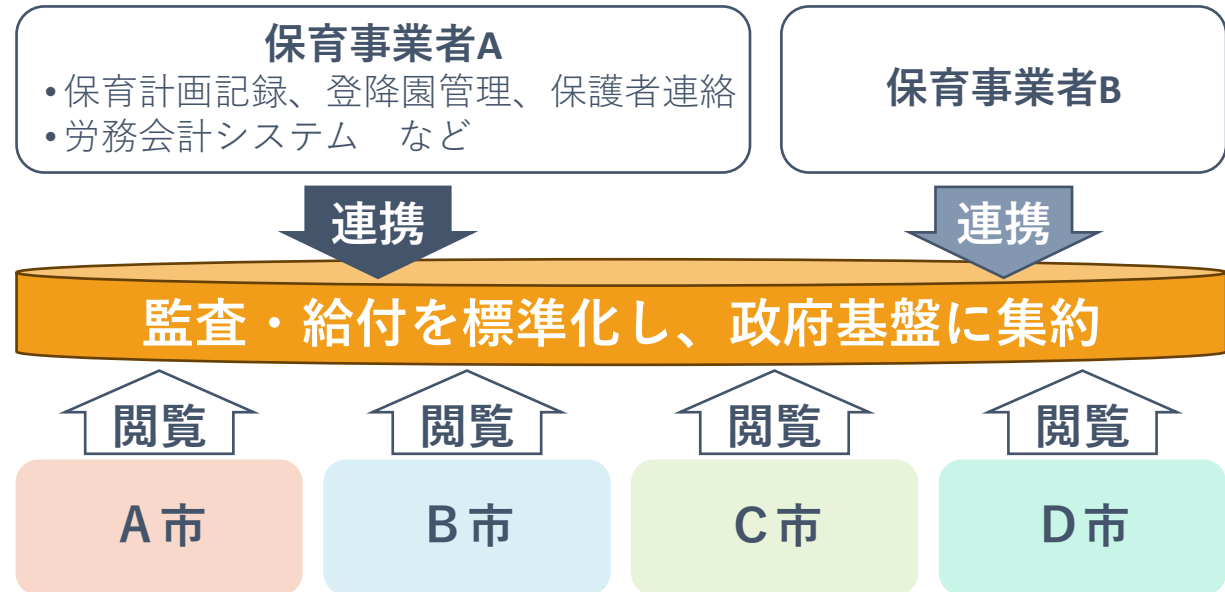 保育事業者A
•保育計画記録、登降園管理、保護者連絡
•労務会計システム　など
保育事業者B
連携
連携
監査・給付を標準化し、政府基盤に集約
閲覧
閲覧
閲覧
閲覧
A市
B市
C市
D市